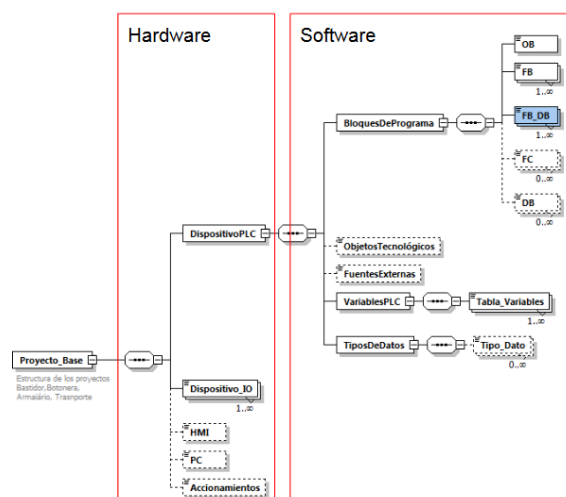 Hardware
Software
OB
FB
1..∞
BloquesDePrograma
FB_DB
1..∞
FC
0..∞
DB
0..∞
DispositivoPLC
ObjetosTecnológicos
FuentesExternas
VariablesPLC
Tabla_Variables
1..∞
TiposDeDatos
Tipo_Dato
0..∞
Proyecto_Base
Estructura de los proyectos
Bastidor,Botonera,
Armaiário, Trasnporte
Dispositivo_IO
1..∞
HMI
PC
Accionamientos